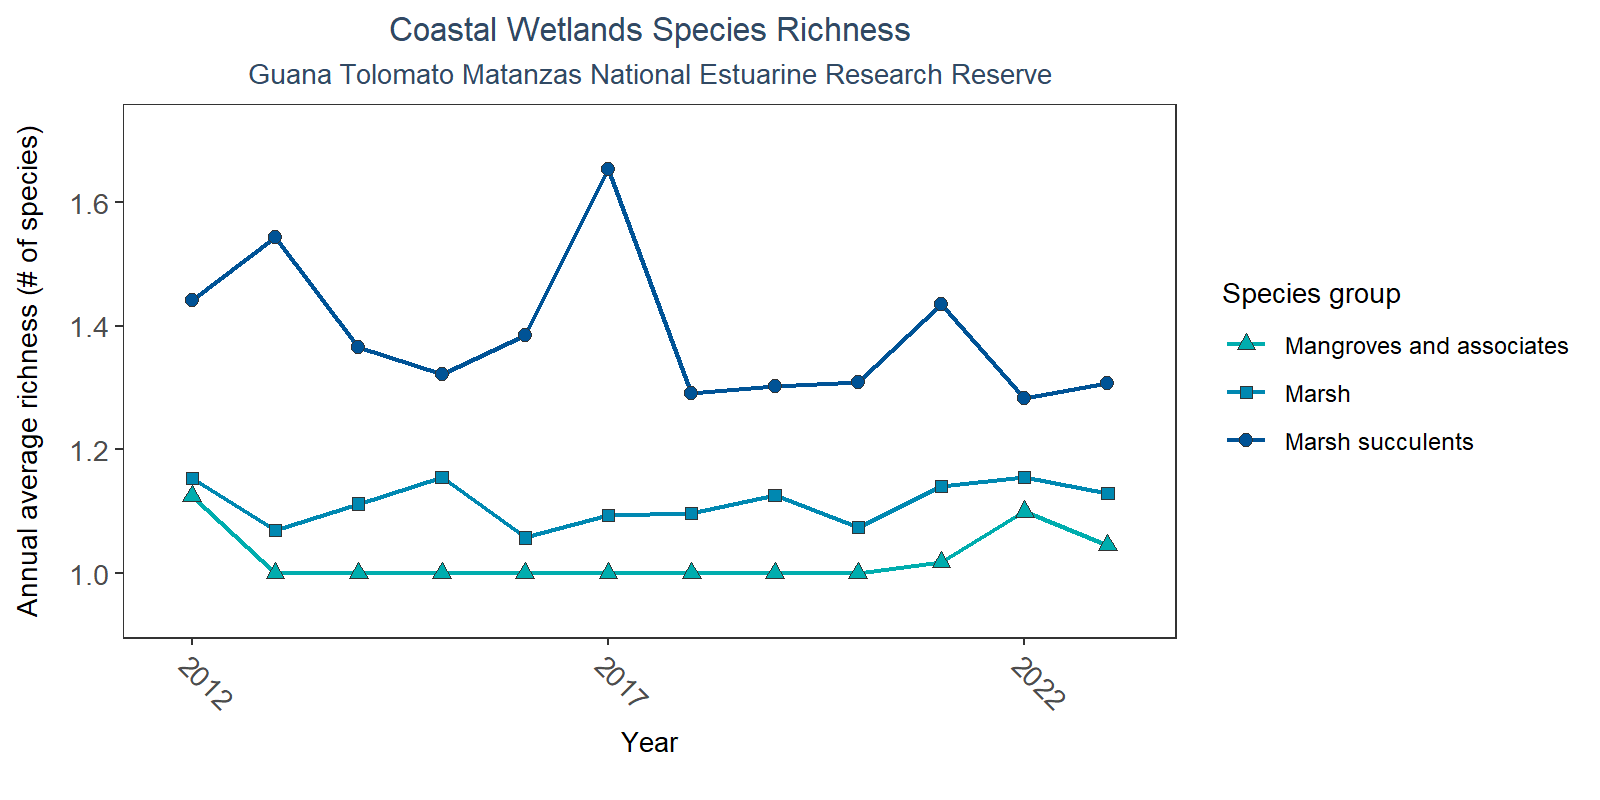 Coastal Wetlands Species Richness
Guana Tolomato Matanzas National Estuarine Research Reserve
Annual average richness (# of species)
1.6
1.4
1.2
1.0
2012
2017
2022
Year
Species group
Mangroves and associates
Marsh
Marsh succulents